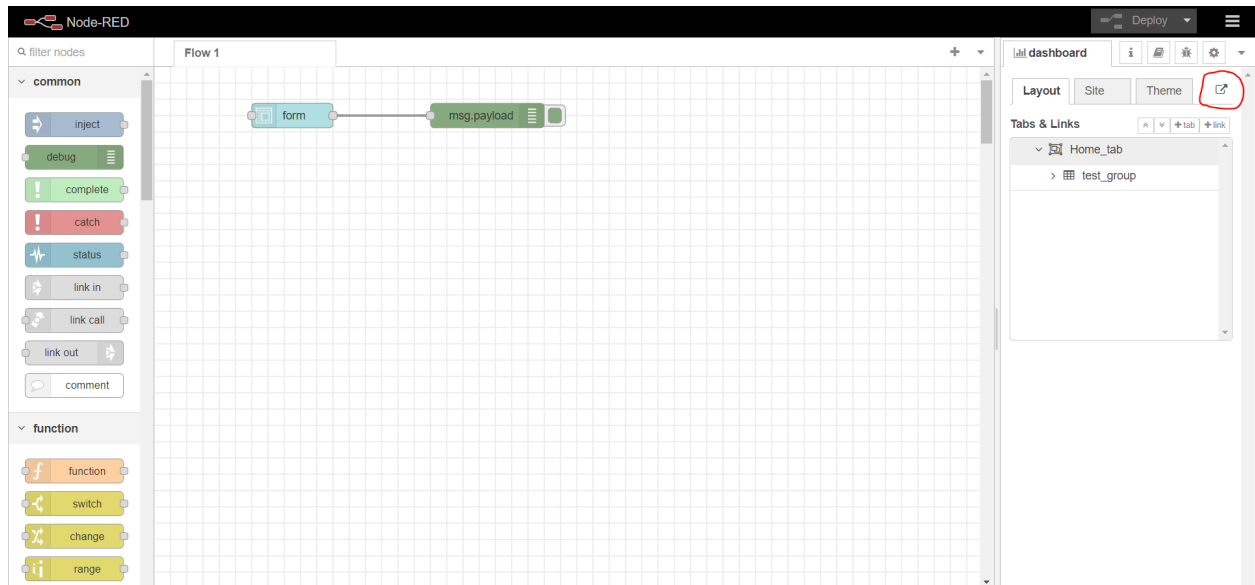 Node-RED
Deploy
filter nodes
Flow 1
dashboard
i
common
inject
debug
complete
catch
status
link in
link call
link out
comment
function
function
switch
change
range
form
msg.payload
Layout
Site
Theme
Tabs & Links
+tab
+link
Home_tab
test_group